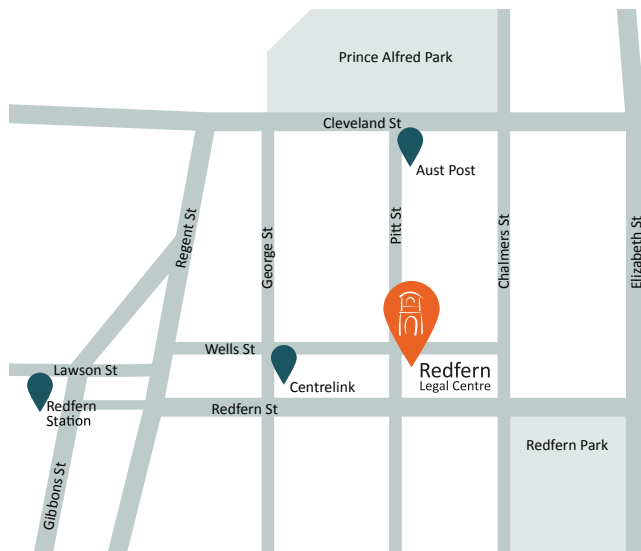 Prince Alfred Park
Cleveland St
Aust Post
Regent St
George St
Pitt St
Chalmers St
Elizabeth St
Wells St
Lawson St
Redfern
Legal Centre
Centrelink
Redfern
Station
Redfern St
Redfern Park
Gibbons St